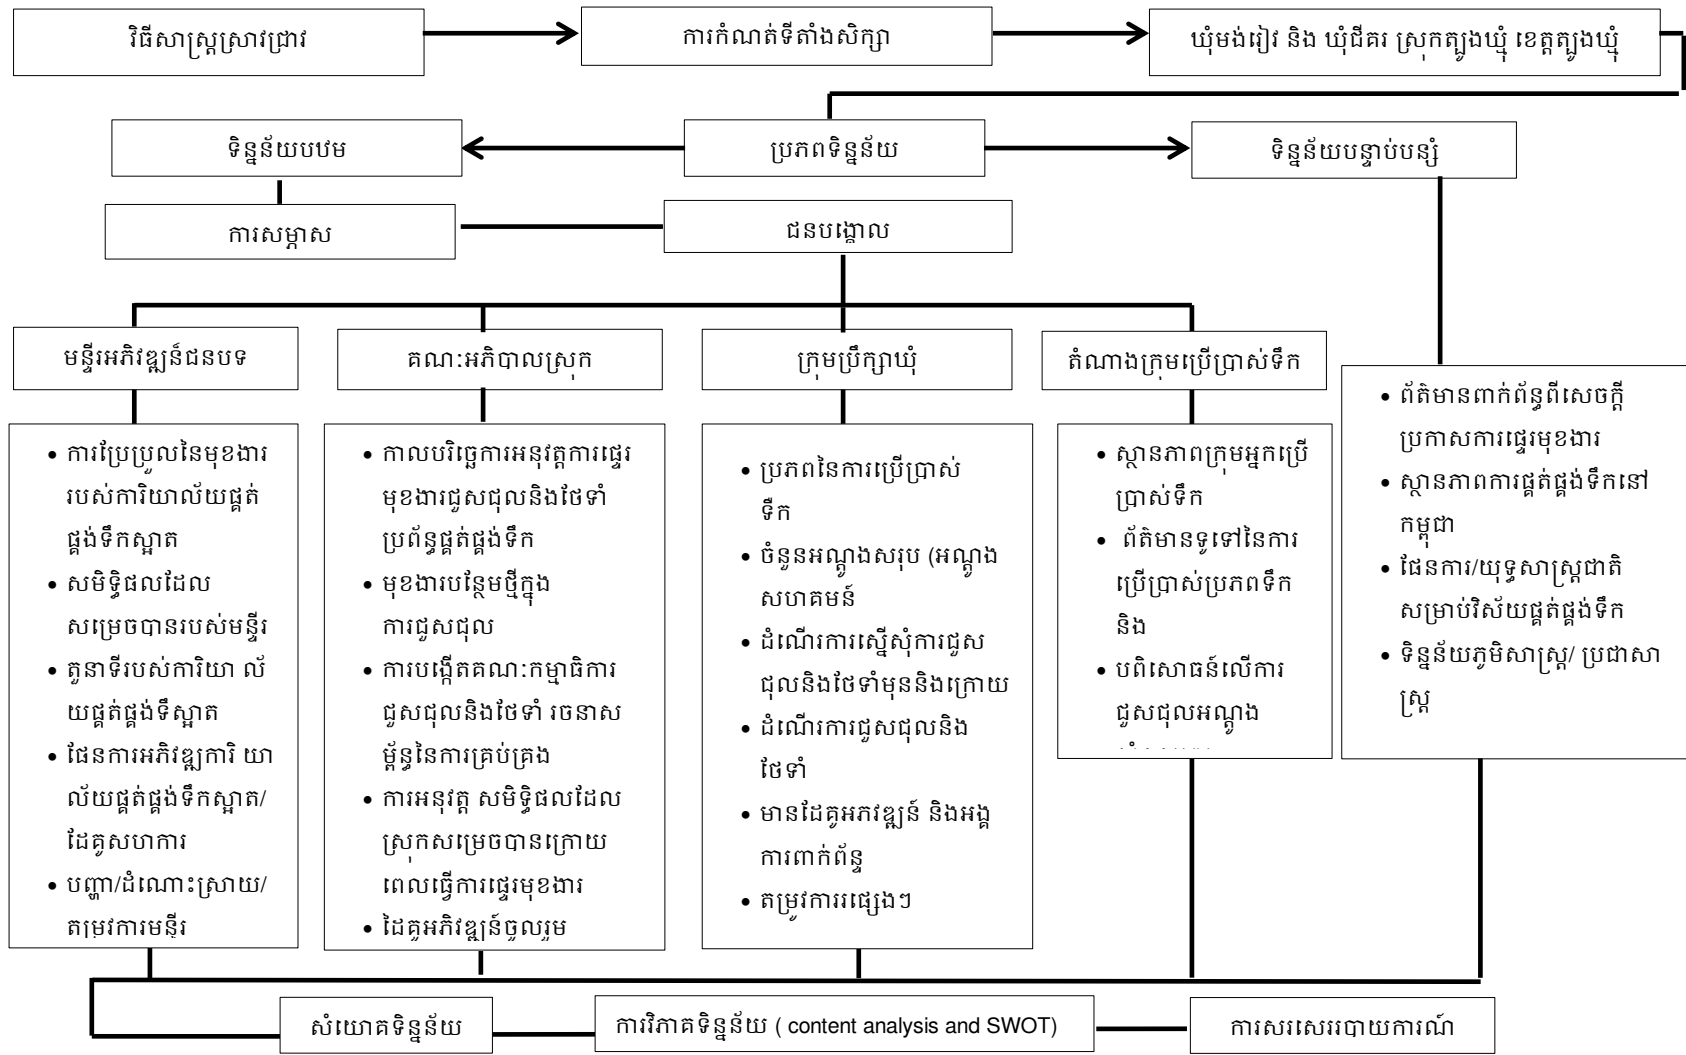 វិធីសាស្ត្រស្រាវជ្រាវ
ការកំណត់ទីតាំងសិក្សា
ឃុំមង់រៀវ និង ឃុំជីគរ ស្រុកត្បូងឃ្មុំ ខេត្តត្បូងឃ្មុំ
ទិន្នន័យបឋម
ប្រភពទិន្នន័យ
ទិន្នន័យបន្ទាប់បន្សំ
ការសម្ភាស
ជនបង្គោល
មន្ទីរអភិវឌ្ឍន៏ជនបទ
គណៈអភិបាលស្រុក
ក្រុមប្រឹក្សាឃុំ
តំណាងក្រុមប្រើប្រាស់ទឹក
• ការប្រែប្រួលនៃមុខងារ
របស់ការិយាល័យផ្គត់
ផ្គង់ទឹកស្អាត
• សមិទ្ធិផលដែល
សម្រេចបានរបស់មន្ទីរ
• តួនាទីរបស់ការិយា ល័
យផ្គត់ផ្គង់ទឹស្អាត
• ផែនការអភិវឌ្ឍការិ យា
ល័យផ្គត់ផ្គង់ទឹកស្អាត/
ដៃគូសហការ
• បញ្ហា/ដំណោះស្រាយ/
តម្រូវការមន្ទីរ
• កាលបរិច្ឆេការអនុវត្តការផ្ទេរ
មុខងារជួសជុលនិងថែទាំ
ប្រព័ន្ធផ្គត់ផ្គង់ទឹក
• មុខងារបន្ថែមថ្មីក្នុង
ការជួសជុល
• ការបង្កើតគណៈកម្មាធិការ
ជួសជុលនិងថែទាំ រចនាស
ម្ព័ន្ធនៃការគ្រប់គ្រង
• ការអនុវត្ត សមិទ្ធិផលដែល
ស្រុកសម្រេចបានក្រោយ
ពេលធ្វើការផ្ទេរមុខងារ
• ដៃគូអភិវឌ្ឍន៍ចូលរួម
• ប្រភពនៃការប្រើប្រាស់
ទឹក
• ចំនួនអណ្តូងសរុប (អណ្តូង
សហគមន៍
• ដំណើរការស្នើសុំការជួស
ជុលនិងថែទាំមុននិងក្រោយ
• ដំណើរការជួសជុលនិង
ថែទាំ
• មានដៃគូអភវឌ្ឍន៍ និងអង្គ
ការពាក់ព័ន្ធ
• តម្រូវការផ្សេងៗ
• ស្ថានភាពក្រុមអ្នកប្រើ
ប្រាស់ទឹក
• ព័ត៌មានទូទៅនៃការ
ប្រើប្រាស់ប្រភពទឹក
និង
• បពិសោធន៍លើការ
ជួសជុលអណ្តូង
• ព័ត៌មានពាក់ព័ន្ធពីសេចក្តី
ប្រកាសការផ្ទេរមុខងារ
• ស្ថានភាពការផ្គត់ផ្គង់ទឹកនៅ
កម្ពុជា
• ផែនការ/យុទ្ធសាស្ត្រជាតិ
សម្រាប់វិស័យផ្គត់ផ្គង់ទឹក
• ទិន្នន័យភូមិសាស្ត្រ/ ប្រជាសា
ស្ត្រ
សំយោគទិន្នន័យ
ការវិភាគទិន្នន័យ ( content analysis and SWOT)
ការសរសេររបាយការណ៍